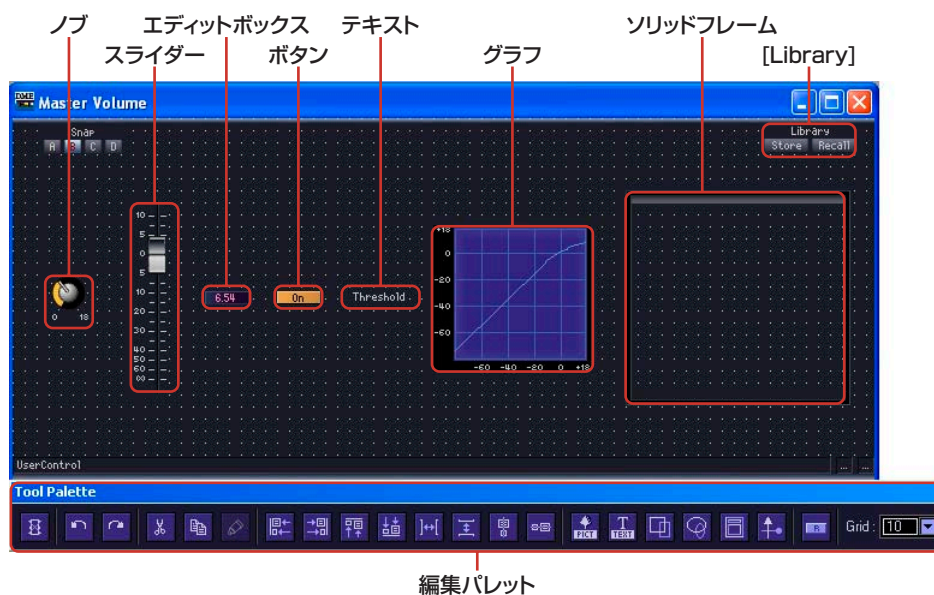 ノブ エディットボックス テキスト ソリッドフレーム
スライダー ボタン グラフ [Library]
Master Volume
Snap
A B C D
Library
Store Recall
10
5
0
5
10
20
30
40
50
60
∞
0 18
6.54
On
Threshold
+18
0
-20
-40
-60
-60 -40 -20 0 +18
UserControl
... ...
Tool Palette
PICT TEXT B Grid : 10
編集パレット